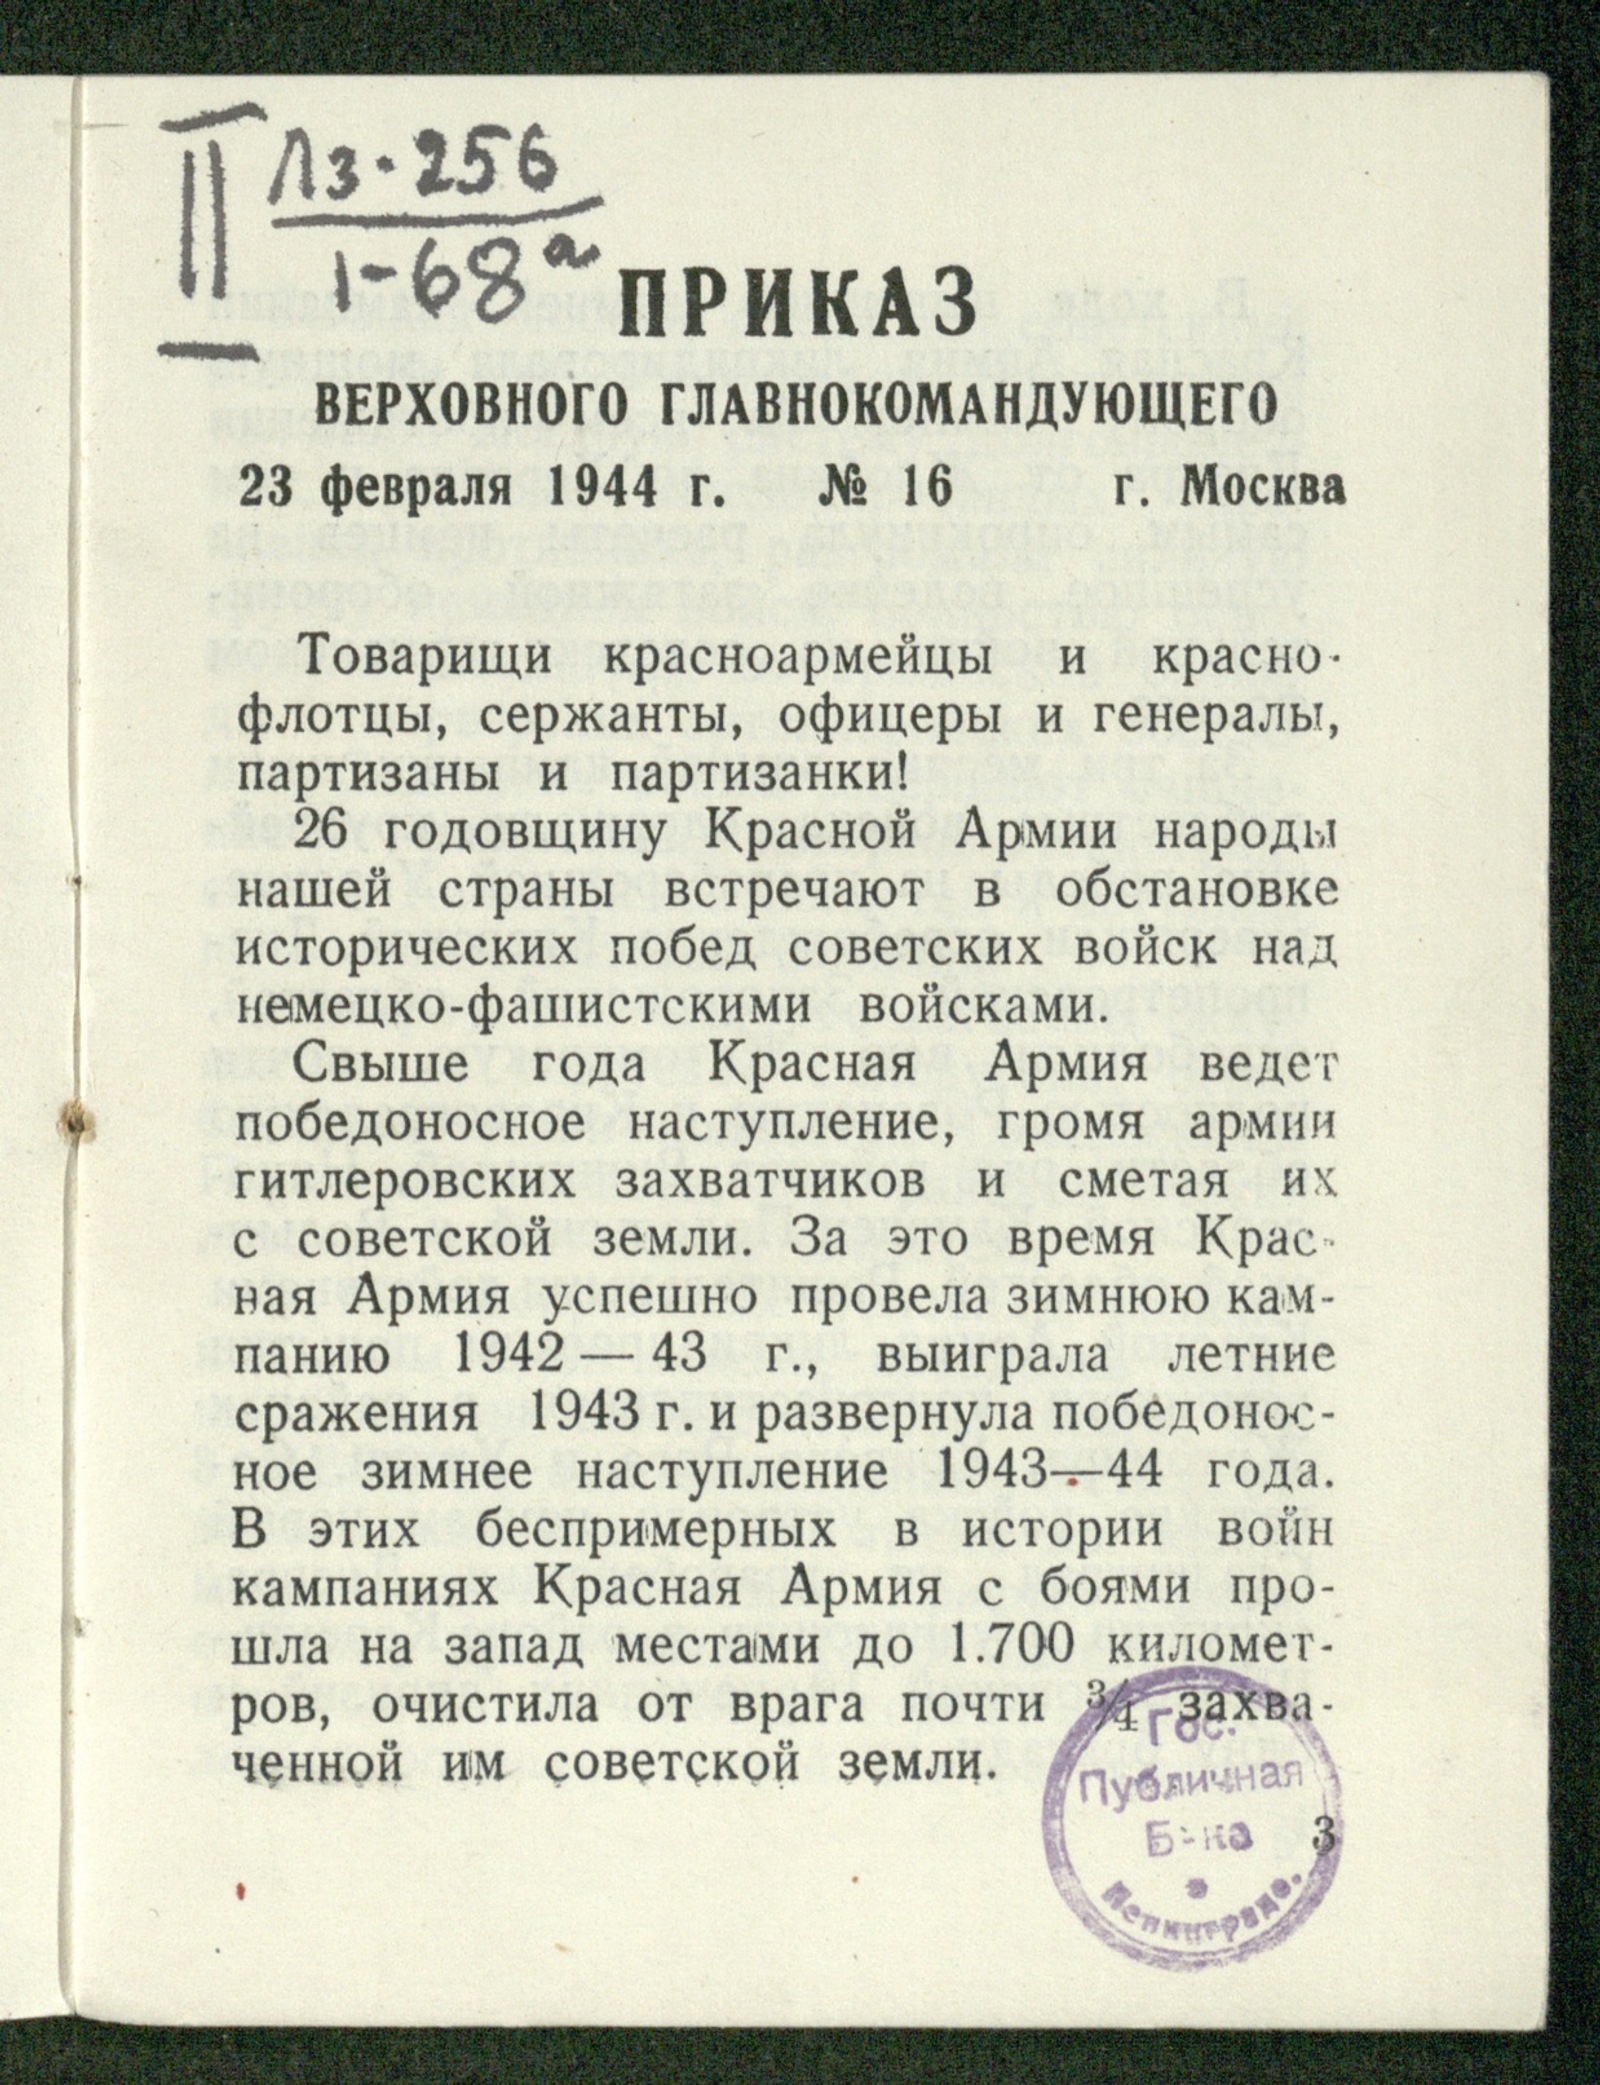 II Лз·256
1-68а
ПРИКАЗ
ВЕРХОВНОГО ГЛАВНОКОМАНДУЮЩЕГО
23 февраля 1944 г. № 16 г. Москва
Товарищи красноармейцы и красно-
флотцы, сержанты, офицеры и генералы,
партизаны и партизанки!
26 годовщину Красной Армии народы
нашей страны встречают в обстановке
исторических побед советских войск над
немецко-фашистскими войсками.
Свыше года Красная Армия ведет
победоносное наступление, громя армии
гитлеровских захватчиков и сметая их
с советской земли. За это время Крас-
ная Армия успешно провела зимнюю кам-
панию 1942 — 43 г., выиграла летние
сражения 1943 г. и развернула победонос-
ное зимнее наступление 1943—44 года.
В этих беспримерных в истории войн
кампаниях Красная Армия с боями про-
шла на запад местами до 1.700 километ-
ров, очистила от врага почти ¾ захва-
ченной им советской земли.
Гос.
Публичная
Б-ка
в
Ленинграде.
3